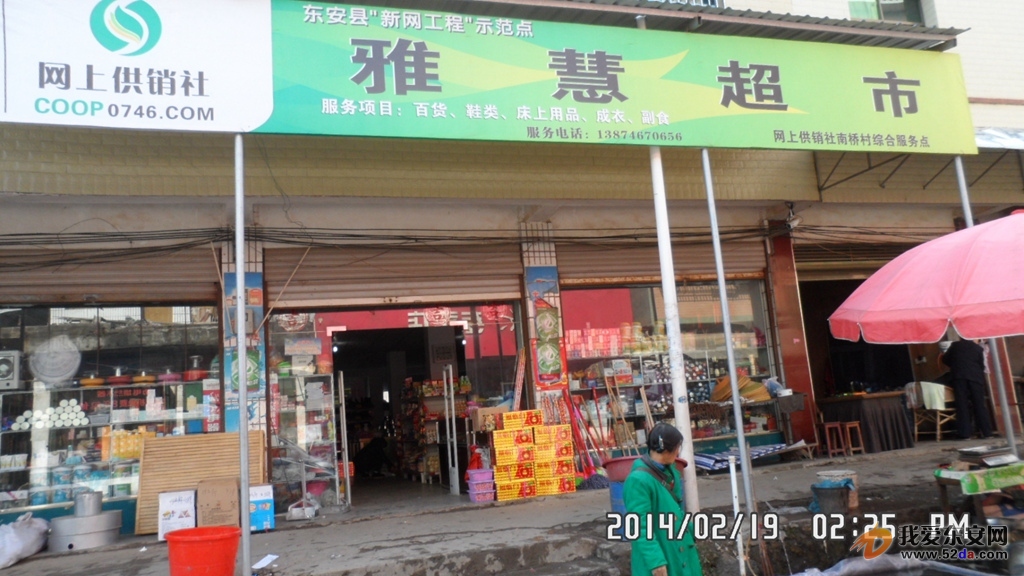 东安县"新网工程"示范点
网上供销社
COOP0746.COM
雅慧超市
服务项目：百货、鞋类、床上用品、成衣、副食
服务电话：13874670656
网上供销社南桥村综合服务点
2014/02/19 02:25 PM
我爱东安网
www.52da.com